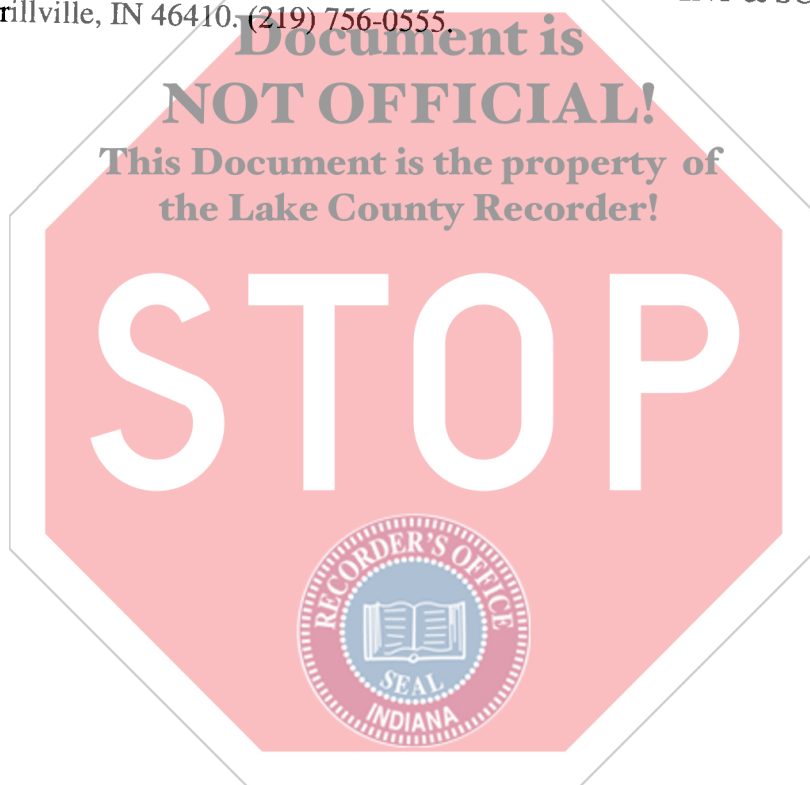 rillville, IN 46410. (219) 756-0555.
Document is
NOT OFFICIAL!
This Document is the property of
the Lake County Recorder!
STOP
RECORDER'S OFFICE
SEAL
INDIANA